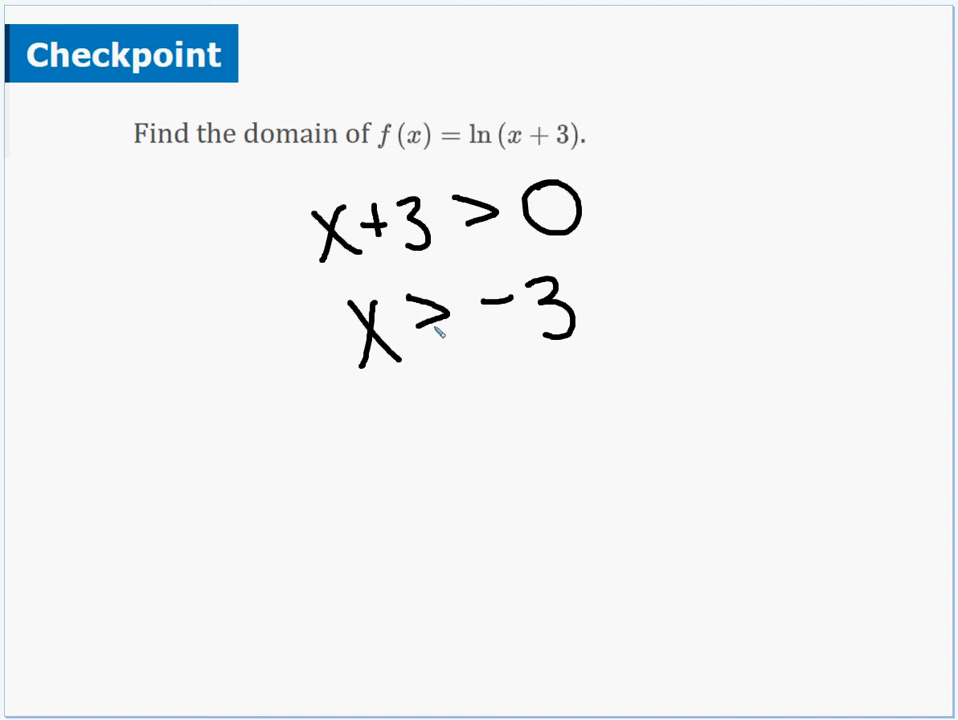 Checkpoint
Find the domain of f (x) = ln (x + 3).
x+3 > 0
x > -3